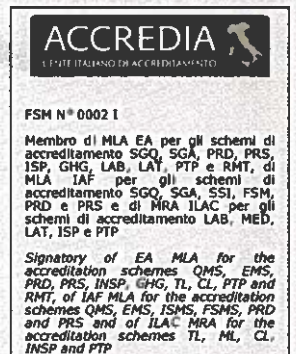 ACCREDIA
L'ENTE ITALIANO DI ACCREDITAMENTO
FSM N° 0002 I
Membro di MLA EA per gli schemi di
accreditamento SGQ, SGA, PRD, PRS,
ISP, GHG, LAB, LAT, PTP e RMT, di
MLA IAF per gli schemi di
accreditamento SGQ, SGA, SSI, FSM,
PRD e PRS e di MRA ILAC per gli
schemi di accreditamento LAB, MED,
LAT, ISP e PTP
Signatory of EA MLA for the
accreditation schemes QMS, EMS,
PRD, PRS, INSP, GHG, TL, CL, PTP and
RMT, of IAF MLA for the accreditation
schemes QMS, EMS, ISMS, FSMS, PRD
and PRS and of ILAC MRA for the
accreditation schemes TL, ML, CL,
INSP and PTP